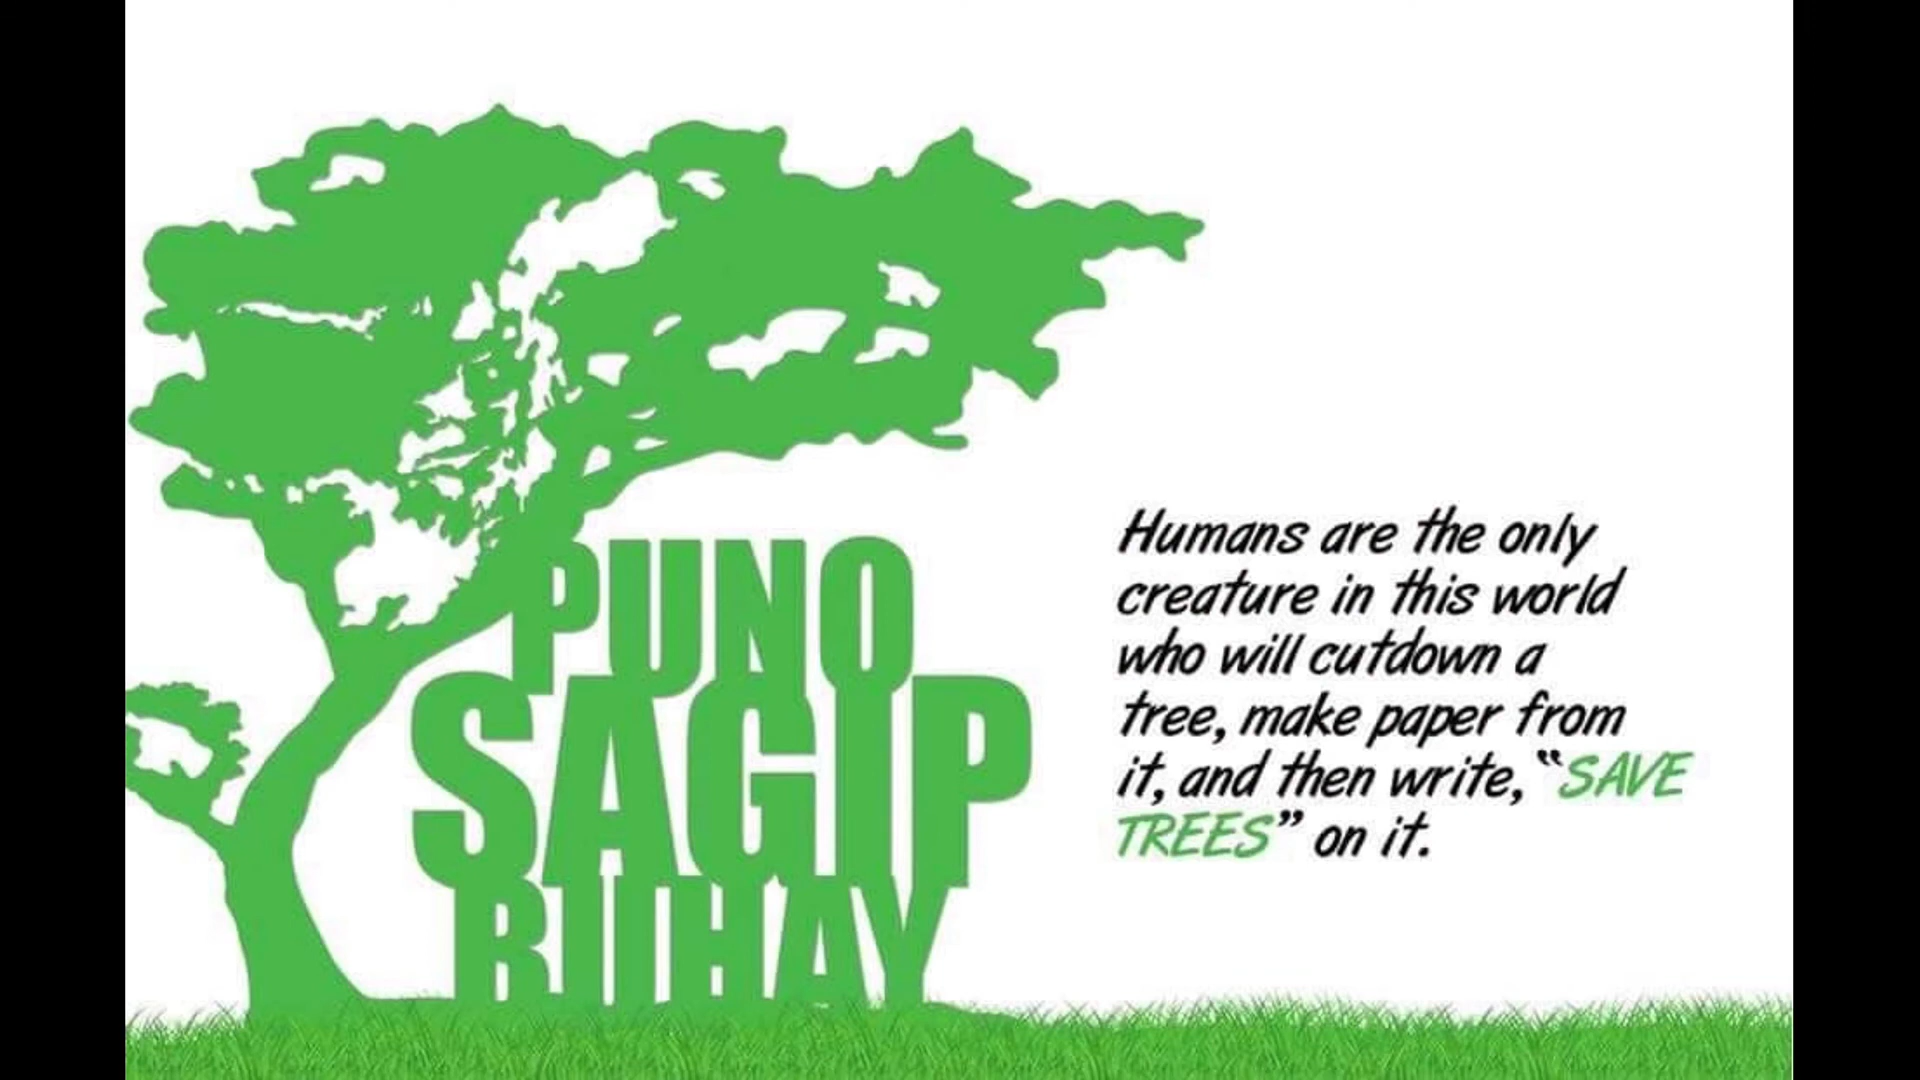 PUNO
SAGIP
BUHAY
Humans are the only
creature in this world
who will cutdown a
tree, make paper from
it, and then write, "SAVE
TREES" on it.